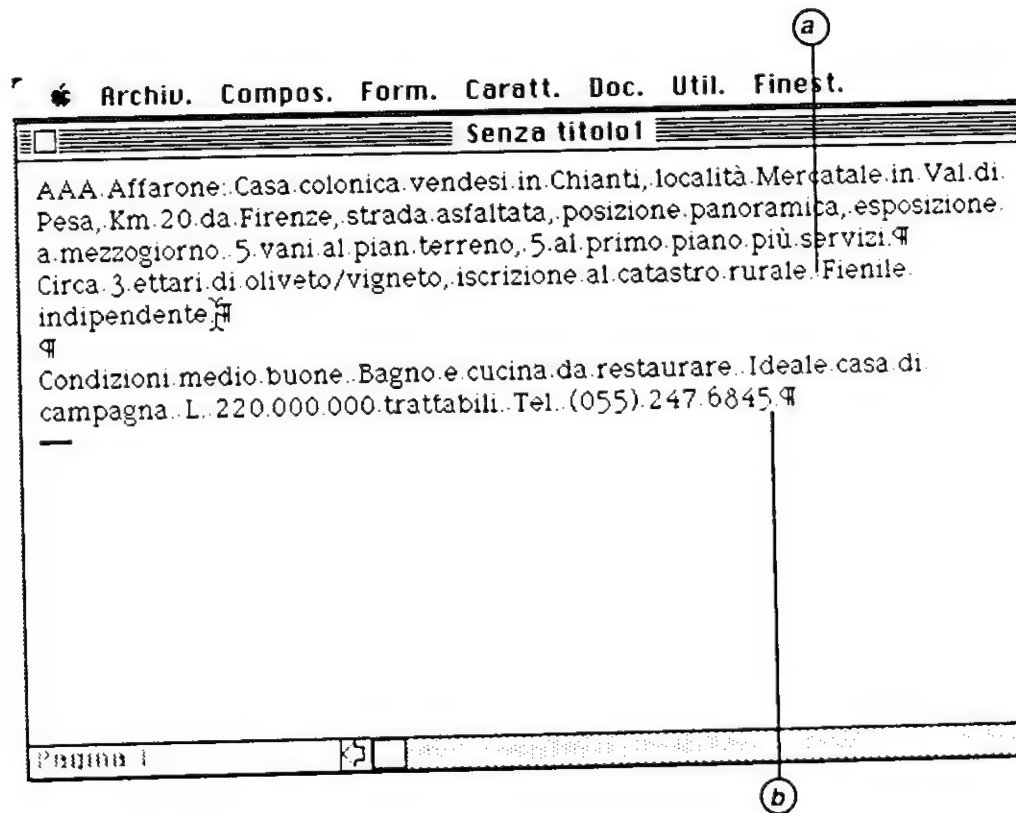 a
Archiv. Compos. Form. Caratt. Doc. Util. Finest.
Senza titolo1
AAA Affarone: Casa colonica vendesi in Chianti, località Mercatale in Val di
Pesa, Km. 20 da Firenze, strada asfaltata, posizione panoramica, esposizione
a mezzogiorno. 5 vani al pian terreno, 5 al primo piano più servizi.¶
Circa 3 ettari di oliveto/vigneto, iscrizione al catastro rurale. Fienile
indipendente.¶
¶
Condizioni medio buone. Bagno e cucina da restaurare. Ideale casa di
campagna. L. 220.000.000 trattabili. Tel. (055) 247 6845 ¶
Pagina 1
b